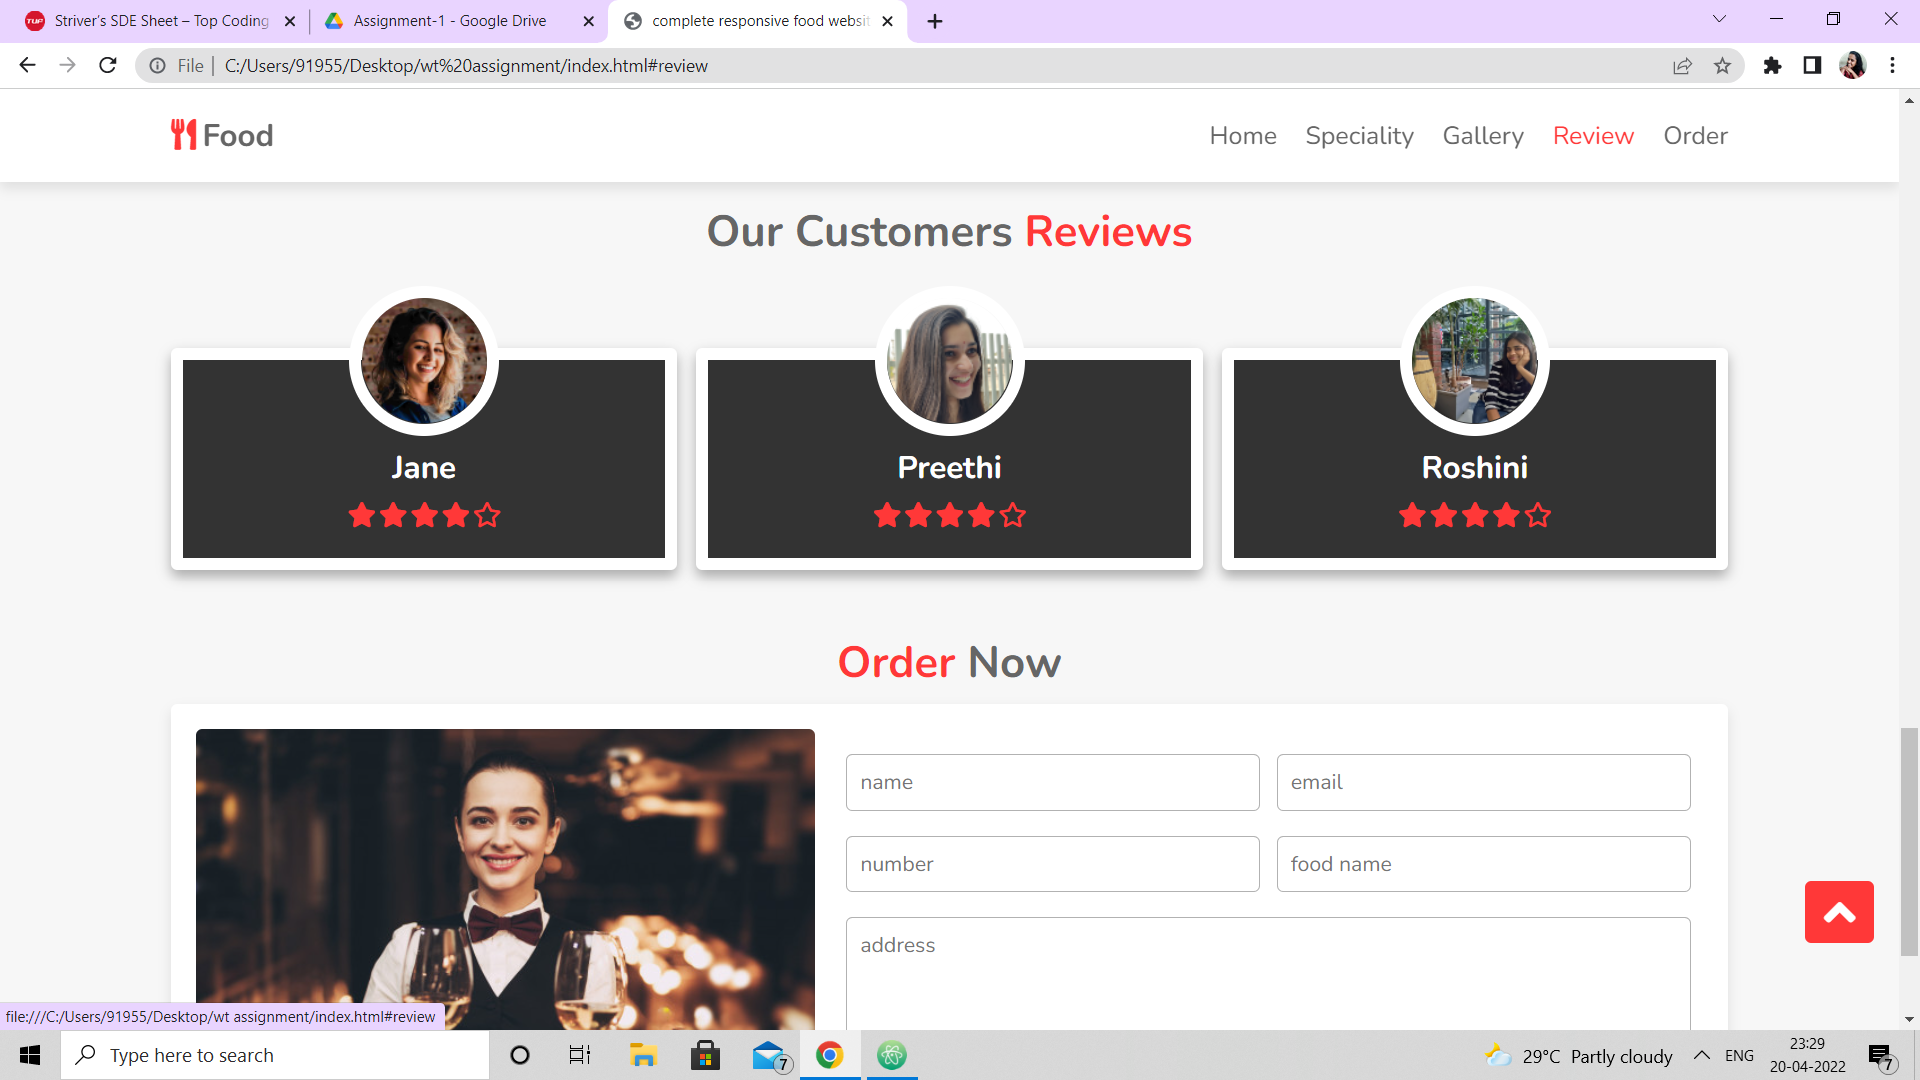 Striver's SDE Sheet – Top Coding
Assignment-1 - Google Drive
complete responsive food websit
File | C:/Users/91955/Desktop/wt%20assignment/index.html#review
Food
Home Speciality Gallery Review Order
Our Customers Reviews
Jane
Preethi
Roshini
Order Now
name
email
number
food name
address
file:///C:/Users/91955/Desktop/wt assignment/index.html#review
Type here to search
7
29°C Partly cloudy
ENG
23:29
20-04-2022
7